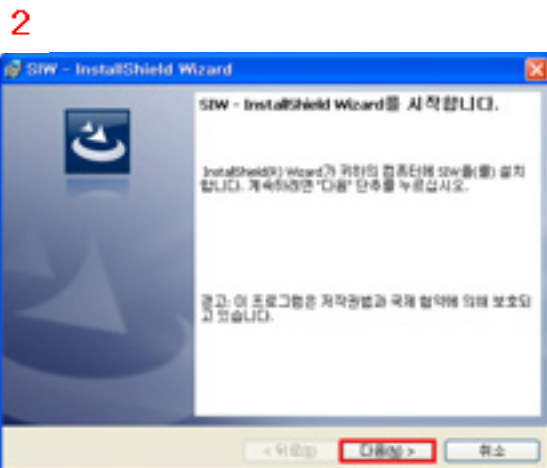 2
SIW - InstallShield Wizard
SIW - InstallShield Wizard를 시작합니다.
InstallShield(R) Wizard가 귀하의 컴퓨터에 SIW을(를) 설치
합니다. 계속하려면 "다음" 단추를 누르십시오.
경고: 이 프로그램은 저작권법과 국제 협약에 의해 보호되
고 있습니다.
< 뒤로(B) 다음(N) > 취소